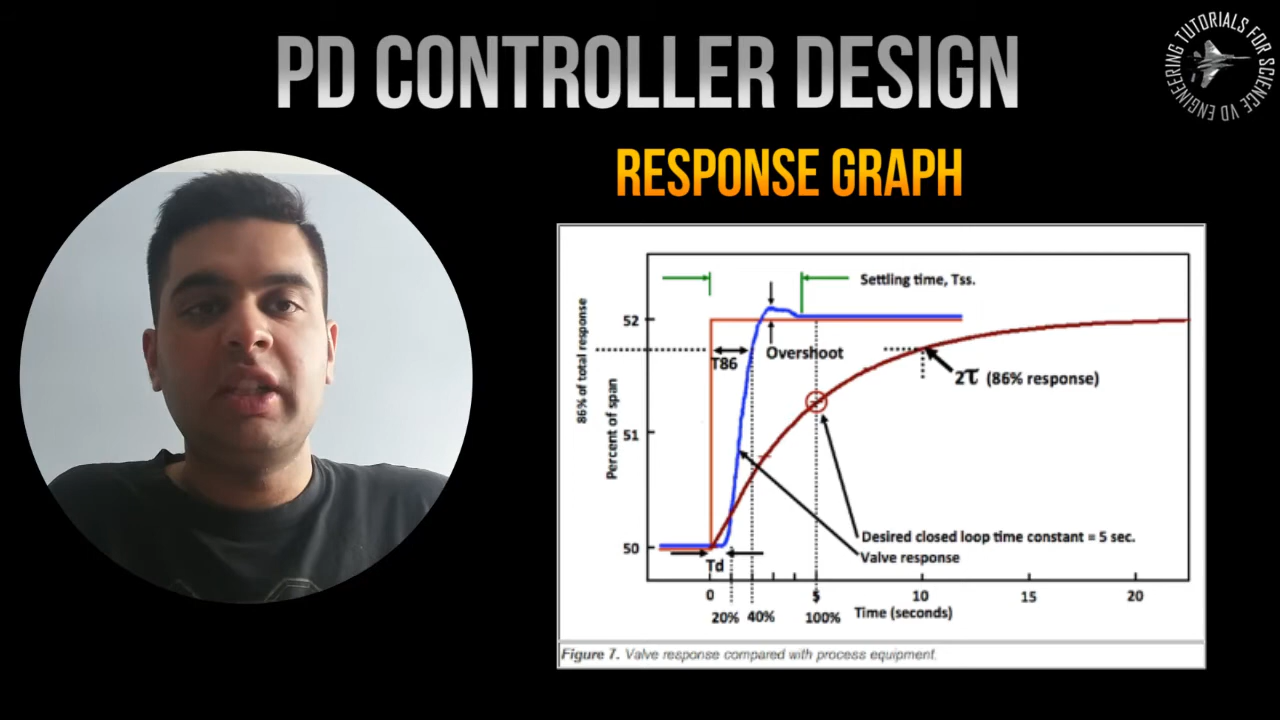 PD CONTROLLER DESIGN
ENGINEERING TUTORIALS FOR SCIENCE VD
RESPONSE GRAPH
Settling time, Tss.
86% of total response
Percent of span
52
51
50
T86
Overshoot
2τ (86% response)
Desired closed loop time constant = 5 sec.
Valve response
Td
0
5
10
15
20
20%
40%
100%
Time (seconds)
Figure 7. Valve response compared with process equipment.